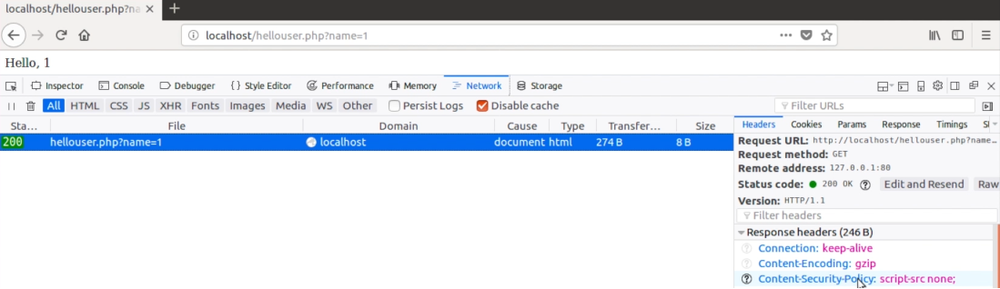 localhost/hellouser.php?na
localhost/hellouser.php?name=1
Hello, 1
Inspector Console Debugger { } Style Editor Performance Memory Network Storage
All HTML CSS JS XHR Fonts Images Media WS Other Persist Logs Disable cache Filter URLs
Sta… File Domain Cause Type Transfer… Size
200 hellouser.php?name=1 localhost document html 274 B 8 B
Headers Cookies Params Response Timings
Request URL: http://localhost/hellouser.php?name…
Request method: GET
Remote address: 127.0.0.1:80
Status code: 200 OK Edit and Resend Raw
Version: HTTP/1.1
Filter headers
Response headers (246 B)
Connection: keep-alive
Content-Encoding: gzip
Content-Security-Policy: script-src none;